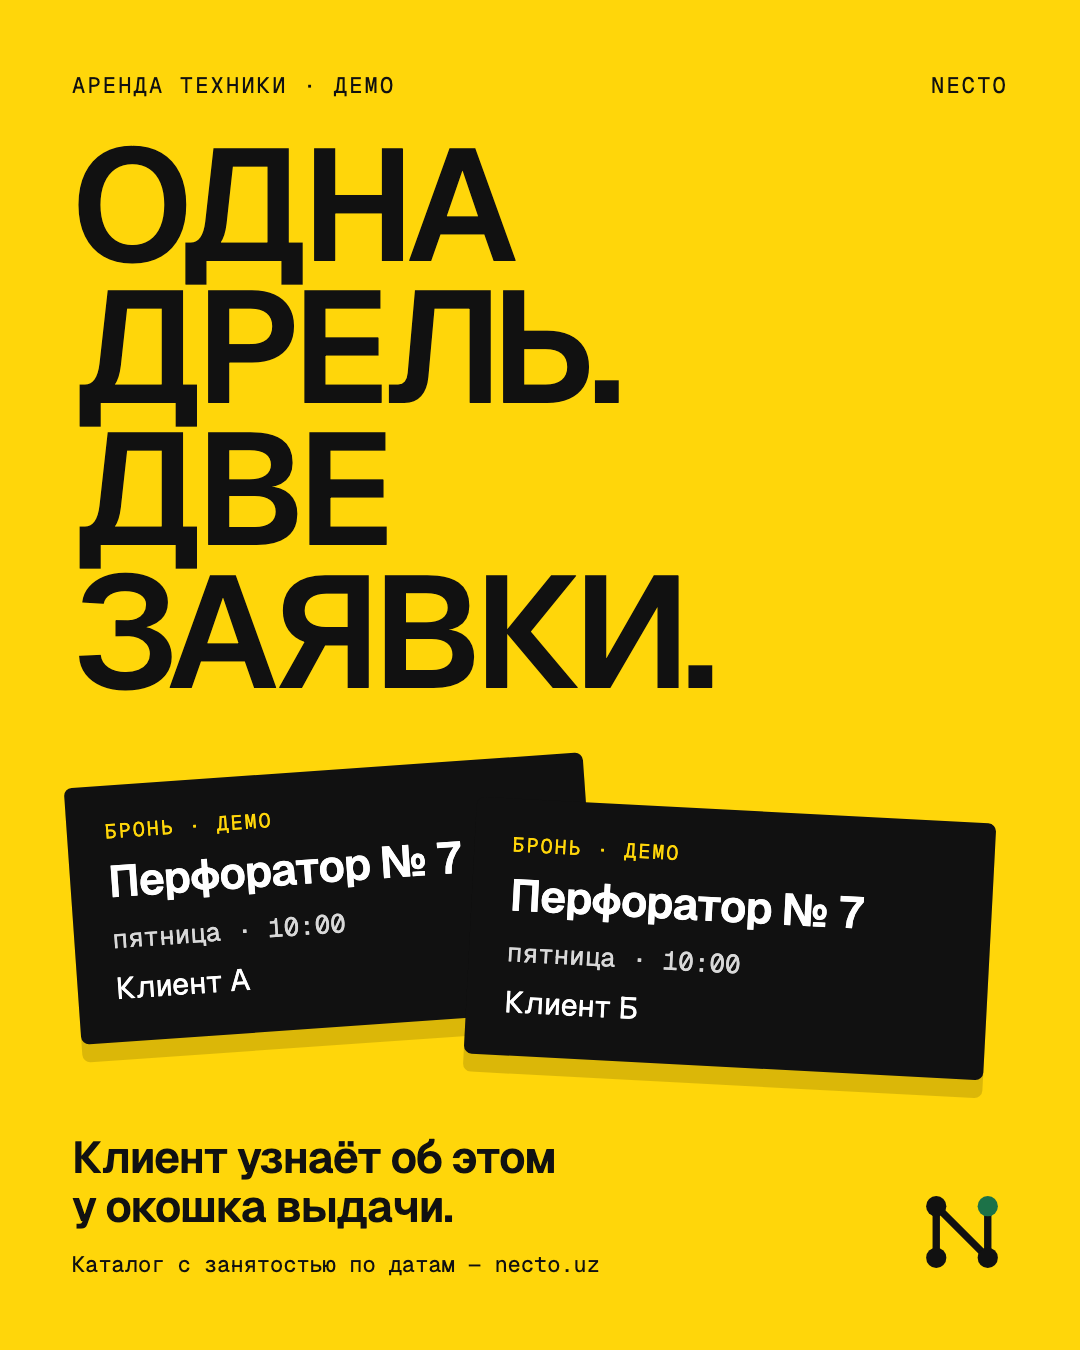 АРЕНДА ТЕХНИКИ · ДЕМО
NECTO
ОДНА
ДРЕЛЬ.
ДВЕ
ЗАЯВКИ.
БРОНЬ · ДЕМО
Перфоратор № 7
пятница · 10:00
Клиент А
БРОНЬ · ДЕМО
Перфоратор № 7
пятница · 10:00
Клиент Б
Клиент узнаёт об этом
у окошка выдачи.
Каталог с занятостью по датам — necto.uz